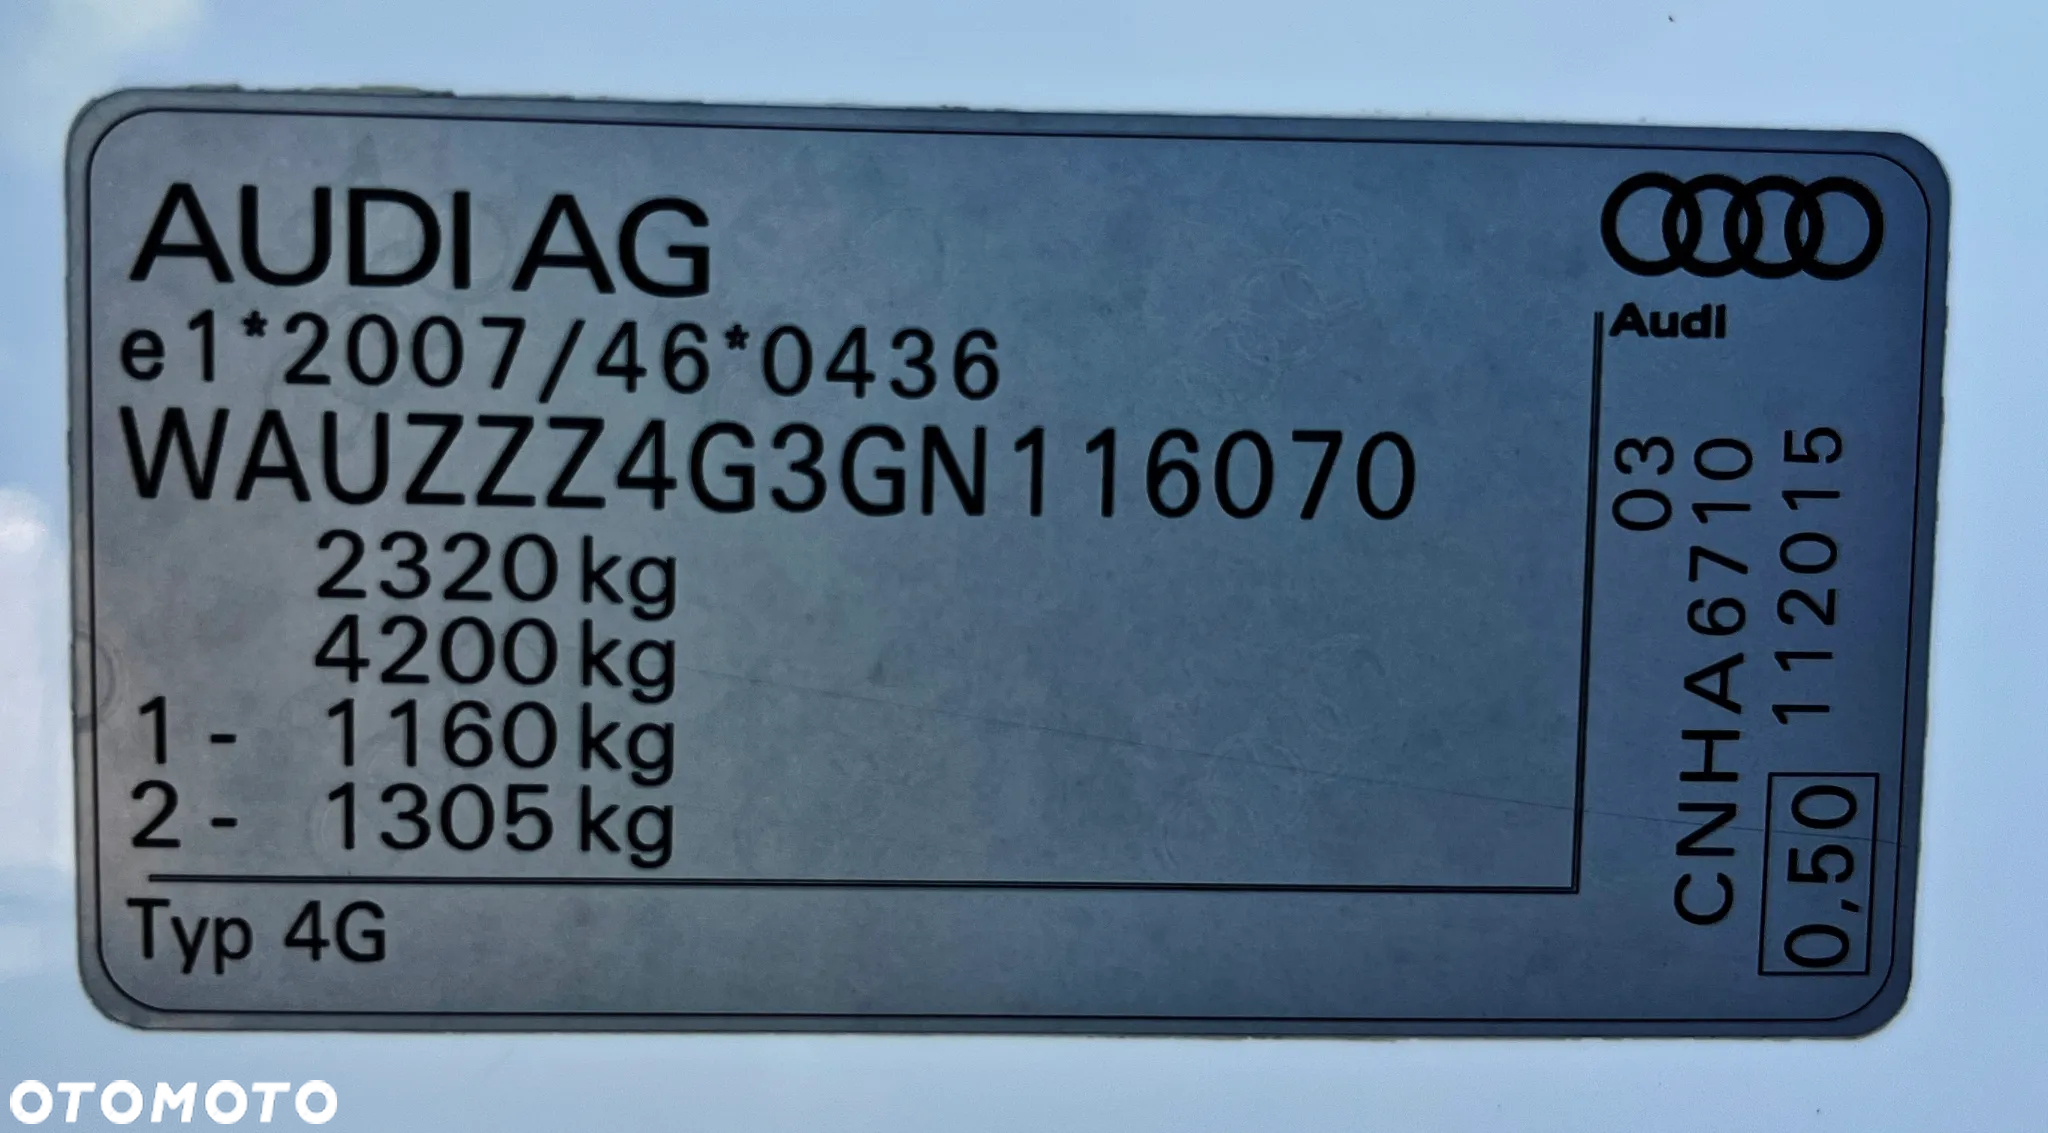 AUDI AG
e1*2007/46*0436
WAUZZZ4G3GN116070
2320 kg
4200 kg
1 - 1160 kg
2 - 1305 kg
Typ 4G
Audi
03
CNHA6710
0,50 112015
OTOMOTO